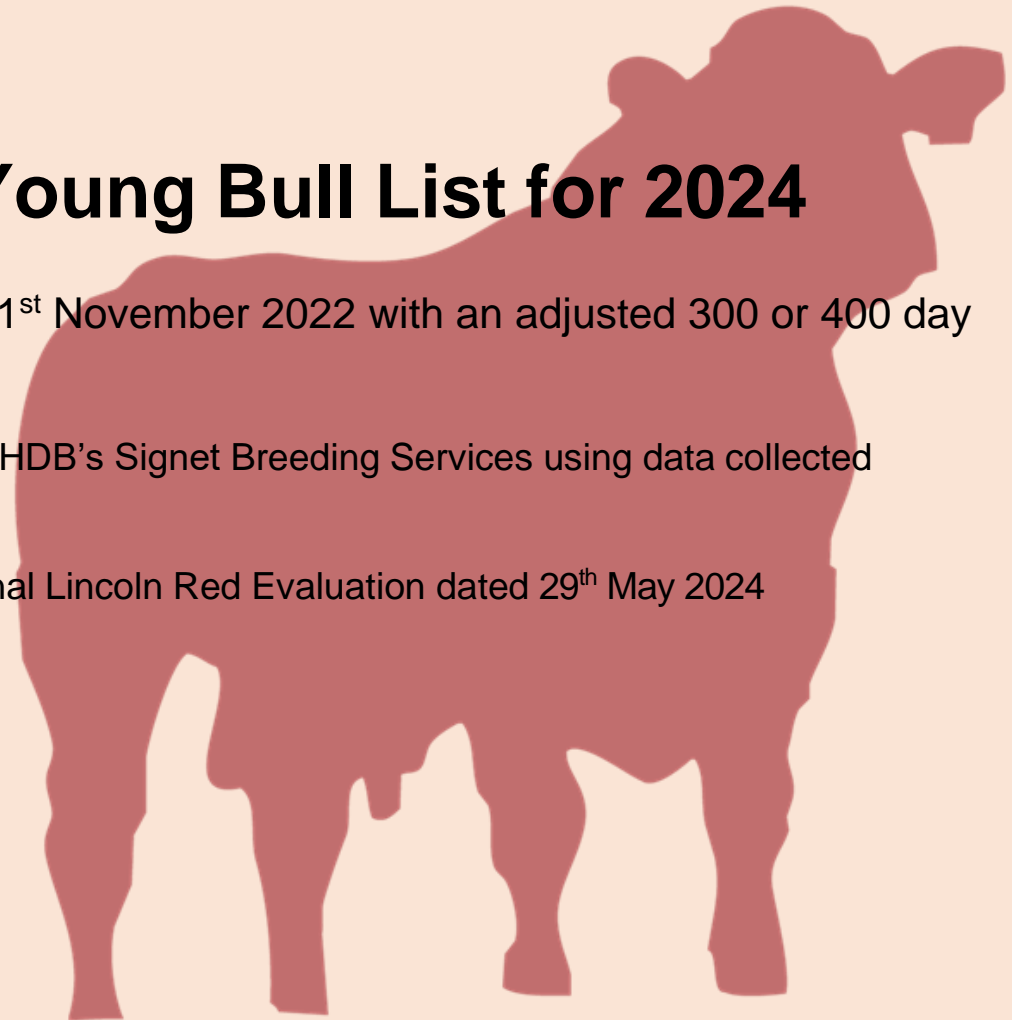 Young Bull List for 2024
1st November 2022 with an adjusted 300 or 400 day
HDB’s Signet Breeding Services using data collected
nal Lincoln Red Evaluation dated 29th May 2024